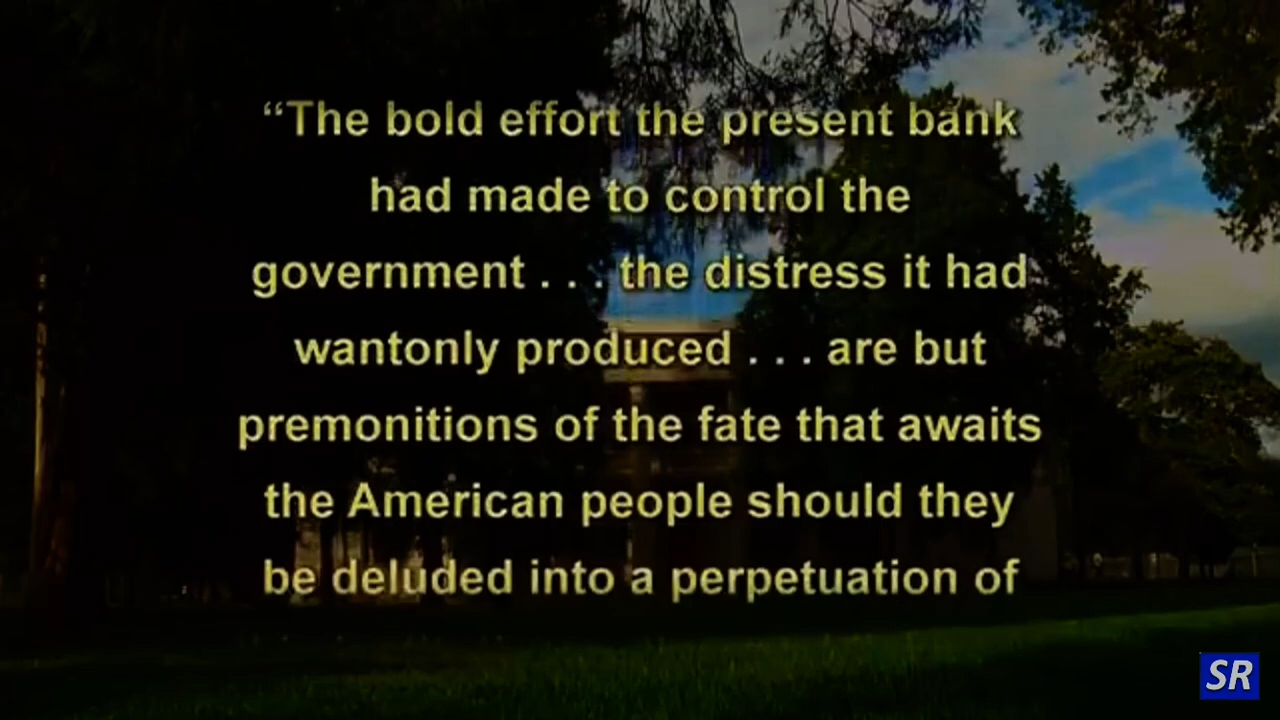 “The bold effort the present bank
had made to control the
government . . . the distress it had
wantonly produced . . . are but
premonitions of the fate that awaits
the American people should they
be deluded into a perpetuation of
SR